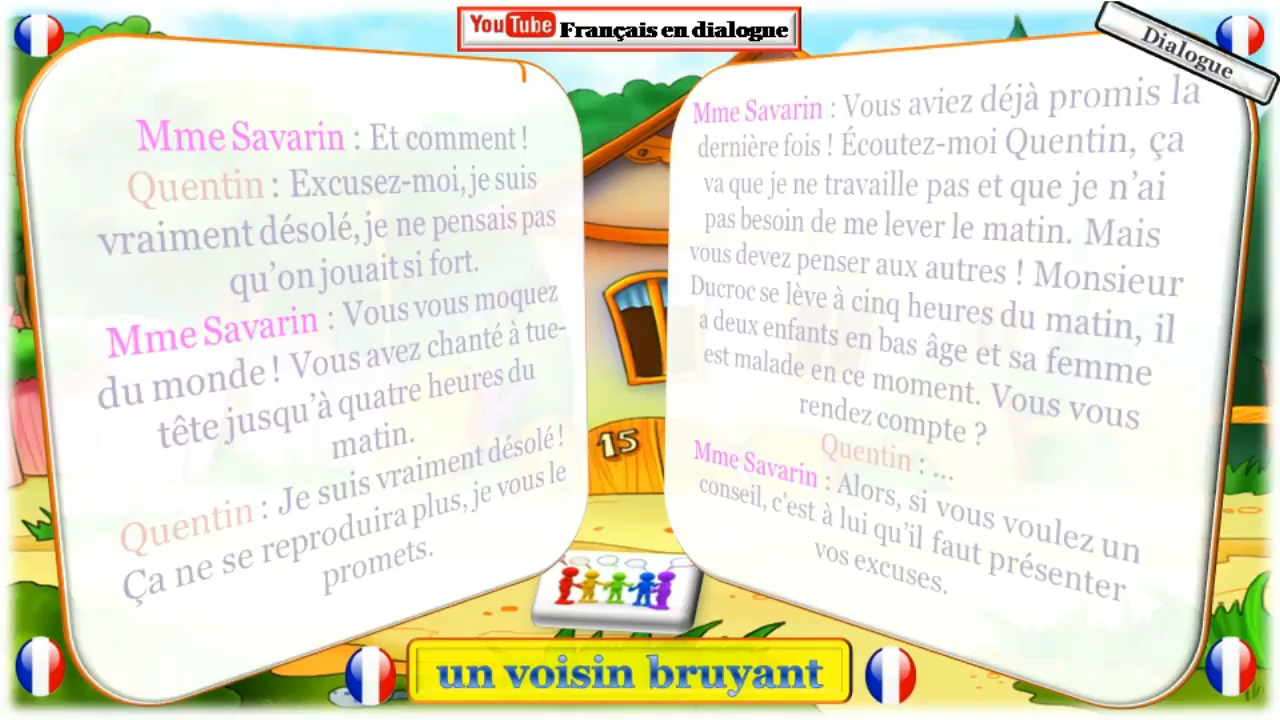 YouTube Français en dialogue
Dialogue
Mme Savarin : Et comment !
Quentin : Excusez-moi, je suis
vraiment désolé, je ne pensais pas
qu'on jouait si fort.
Mme Savarin : Vous vous moquez
du monde ! Vous avez chanté à tue-
tête jusqu'à quatre heures du
matin.
Quentin : Je suis vraiment désolé !
Ça ne se reproduira plus, je vous le
promets.
Mme Savarin : Vous aviez déjà promis la
dernière fois ! Écoutez-moi Quentin, ça
va que je ne travaille pas et que je n'ai
pas besoin de me lever le matin. Mais
vous devez penser aux autres ! Monsieur
Ducroc se lève à cinq heures du matin, il
a deux enfants en bas âge et sa femme
est malade en ce moment. Vous vous
rendez compte ?
Quentin : ...
Mme Savarin : Alors, si vous voulez un
conseil, c'est à lui qu'il faut présenter
vos excuses.
15
un voisin bruyant